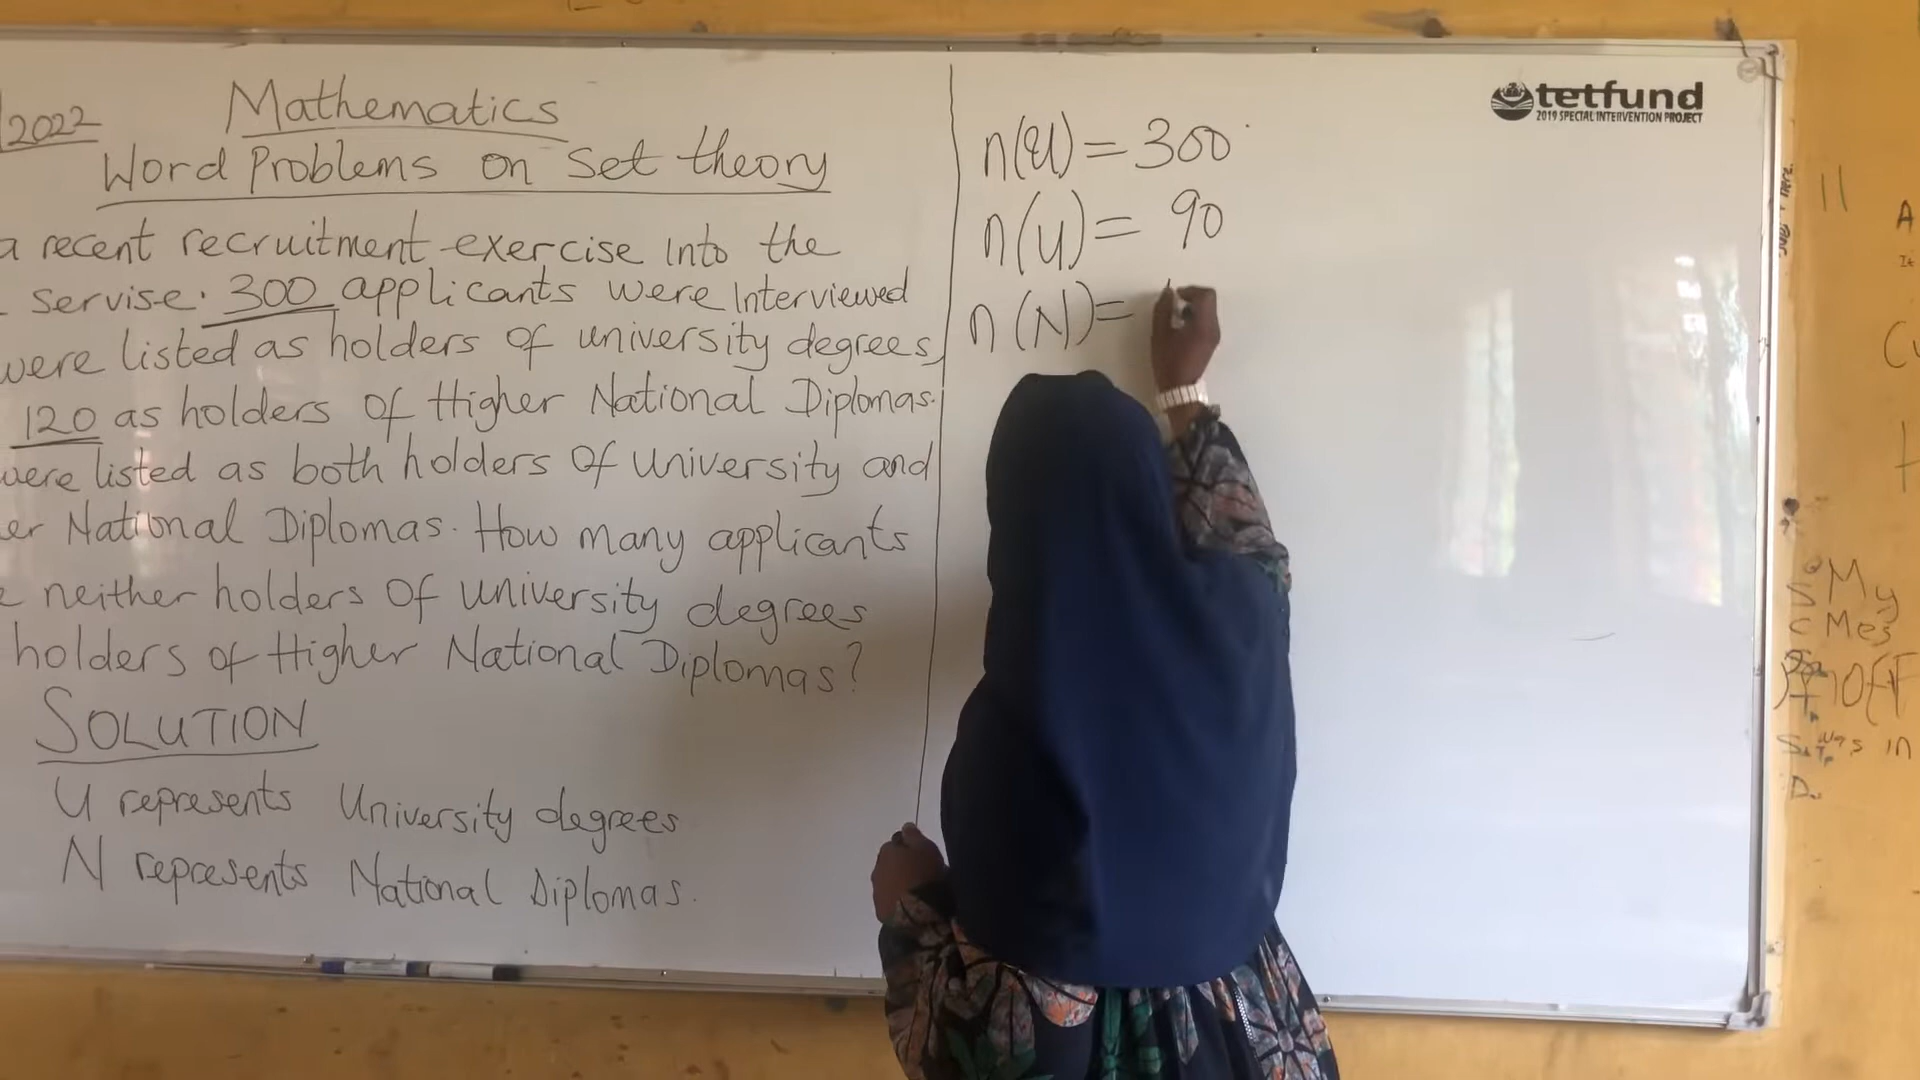 2022
Mathematics
Word Problems on Set theory
a recent recruitment exercise into the
servise. 300 applicants were Interviewed
were listed as holders of university degrees,
120 as holders of Higher National Diplomas.
were listed as both holders of university and
er National Diplomas. How many applicants
e neither holders of university degrees
holders of Higher National Diplomas?
SOLUTION
U represents University degrees
N represents National Diplomas.
n(U) = 300
n(U) = 90
n(N) =
tetfund
2019 SPECIAL INTERVENTION PROJECT
My
Mes